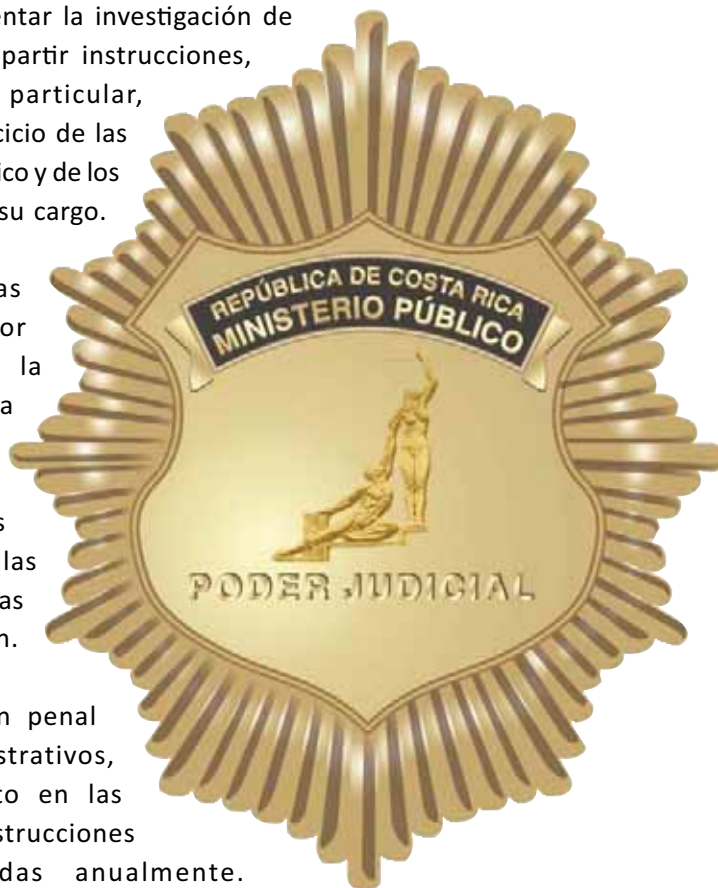 entar la investigación de
partir instrucciones,
particular,
cicio de las
ico y de los
su cargo.
as
or
la
a
s
las
as
n.
n penal
strativos,
to en las
strucciones
das anualmente.
REPÚBLICA DE COSTA RICA
MINISTERIO PÚBLICO
PODER JUDICIAL